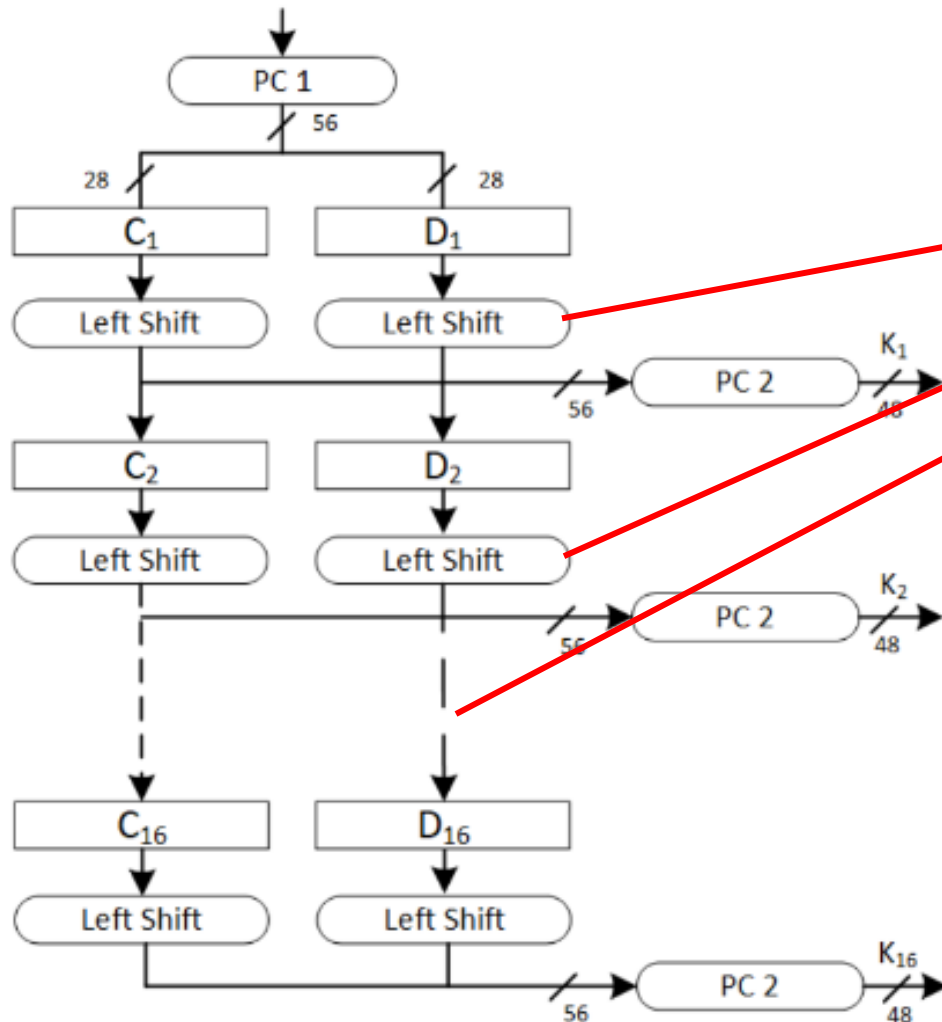 PC 1
56
28 28
C₁ D₁
Left Shift Left Shift
K₁
PC 2
56 48
C₂ D₂
Left Shift Left Shift
K₂
PC 2
56 48
C₁₆ D₁₆
Left Shift Left Shift
K₁₆
PC 2
56 48